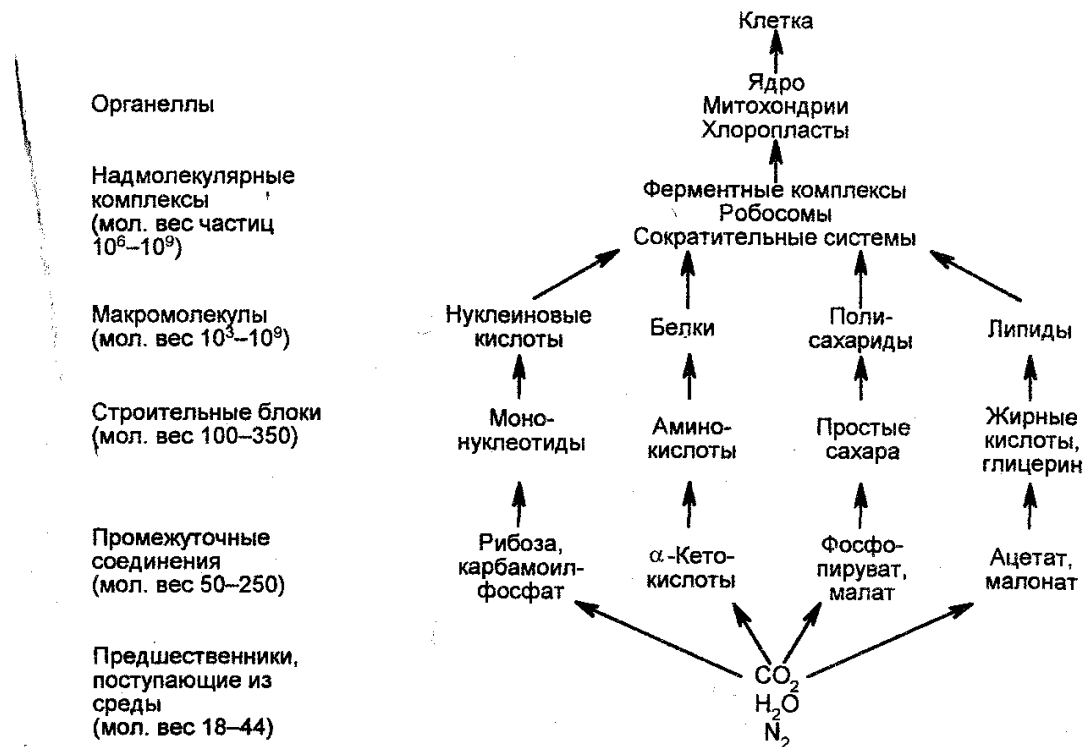 Клетка
Органеллы
Ядро
Митохондрии
Хлоропласты
Надмолекулярные
комплексы
(мол. вес частиц
10⁶–10⁹)
Ферментные комплексы
Робосомы
Сократительные системы
Макромолекулы
(мол. вес 10³–10⁹)
Нуклеиновые
кислоты
Белки
Поли-
сахариды
Липиды
Строительные блоки
(мол. вес 100–350)
Моно-
нуклеотиды
Амино-
кислоты
Простые
сахара
Жирные
кислоты,
глицерин
Промежуточные
соединения
(мол. вес 50–250)
Рибоза,
карбамоил-
фосфат
α-Кето-
кислоты
Фосфо-
пируват,
малат
Ацетат,
малонат
Предшественники,
поступающие из
среды
(мол. вес 18–44)
CO₂
H₂O
N₂